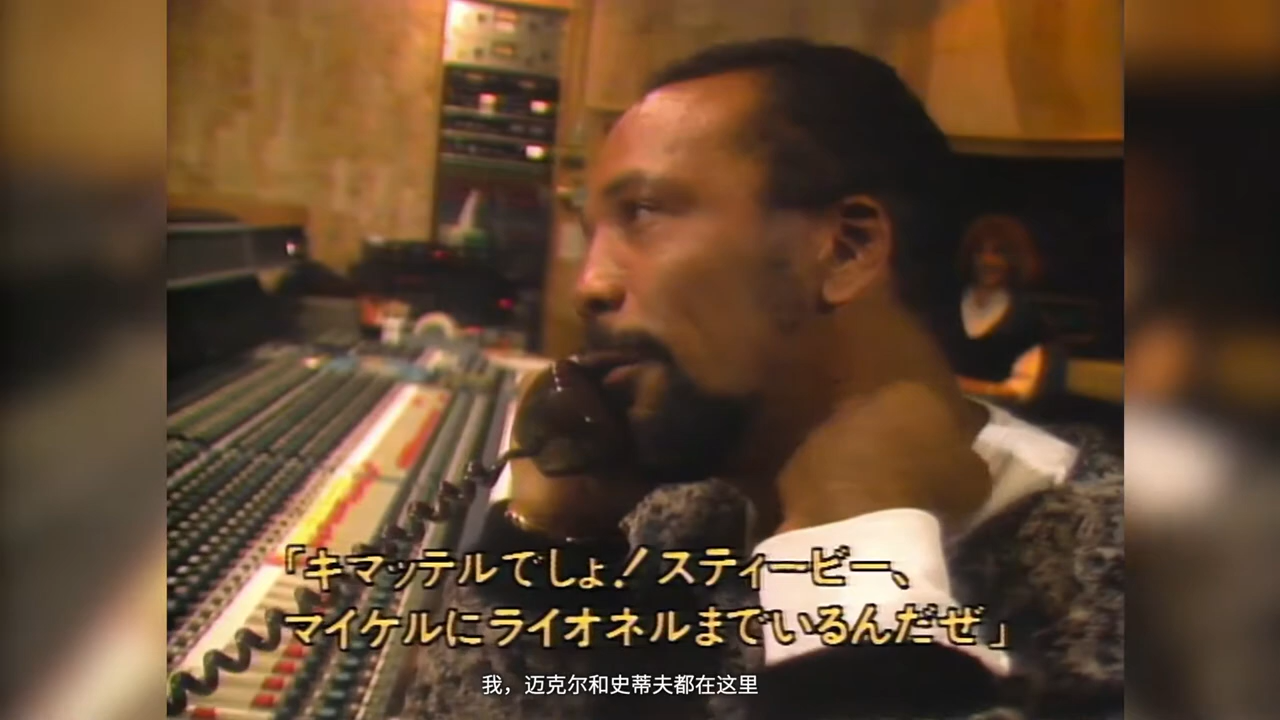 「キマッテルでしょ!スティービー、
マイケルにライオネルまでいるんだぜ」
我，迈克尔和史蒂夫都在这里